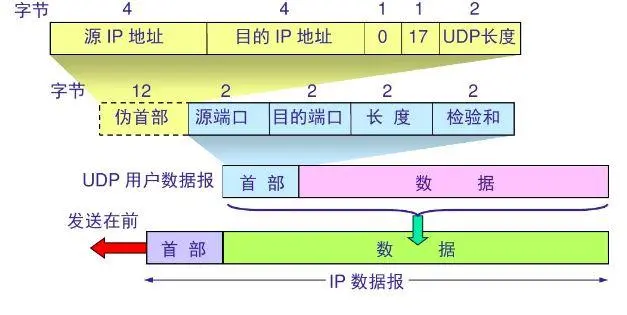 字节 4 4 1 1 2
源 IP 地址 目的 IP 地址 0 17 UDP长度
字节 12 2 2 2 2
伪首部 源端口 目的端口 长 度 检验和
UDP 用户数据报 首 部 数 据
发送在前
首 部 数 据
IP 数据报